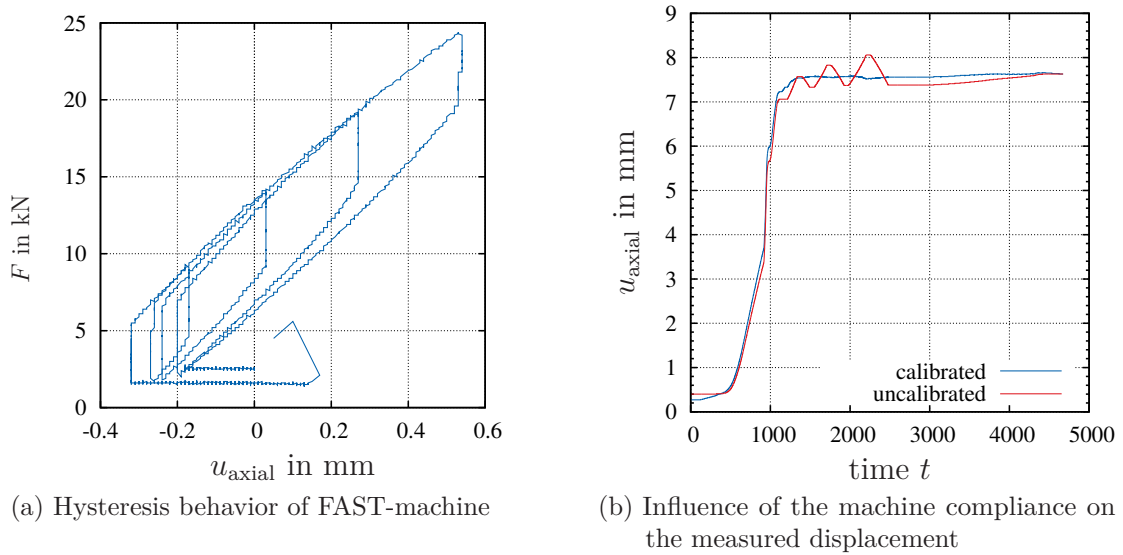 25
20
15
10
5
0
-0.4 -0.2 0 0.2 0.4 0.6
F in kN
u_axial in mm
(a) Hysteresis behavior of FAST-machine
9
8
7
6
5
4
3
2
1
0
0 1000 2000 3000 4000 5000
u_axial in mm
calibrated
uncalibrated
time t
(b) Influence of the machine compliance on
the measured displacement